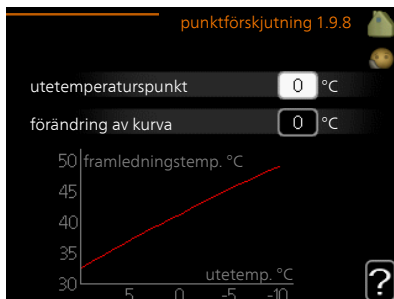 punktförskjutning 1.9.8
utetemperaturspunkt 0 °C
förändring av kurva 0 °C
50 framledningstemp. °C
45
40
35
30
utetemp. °C
5 0 -5 -10
?